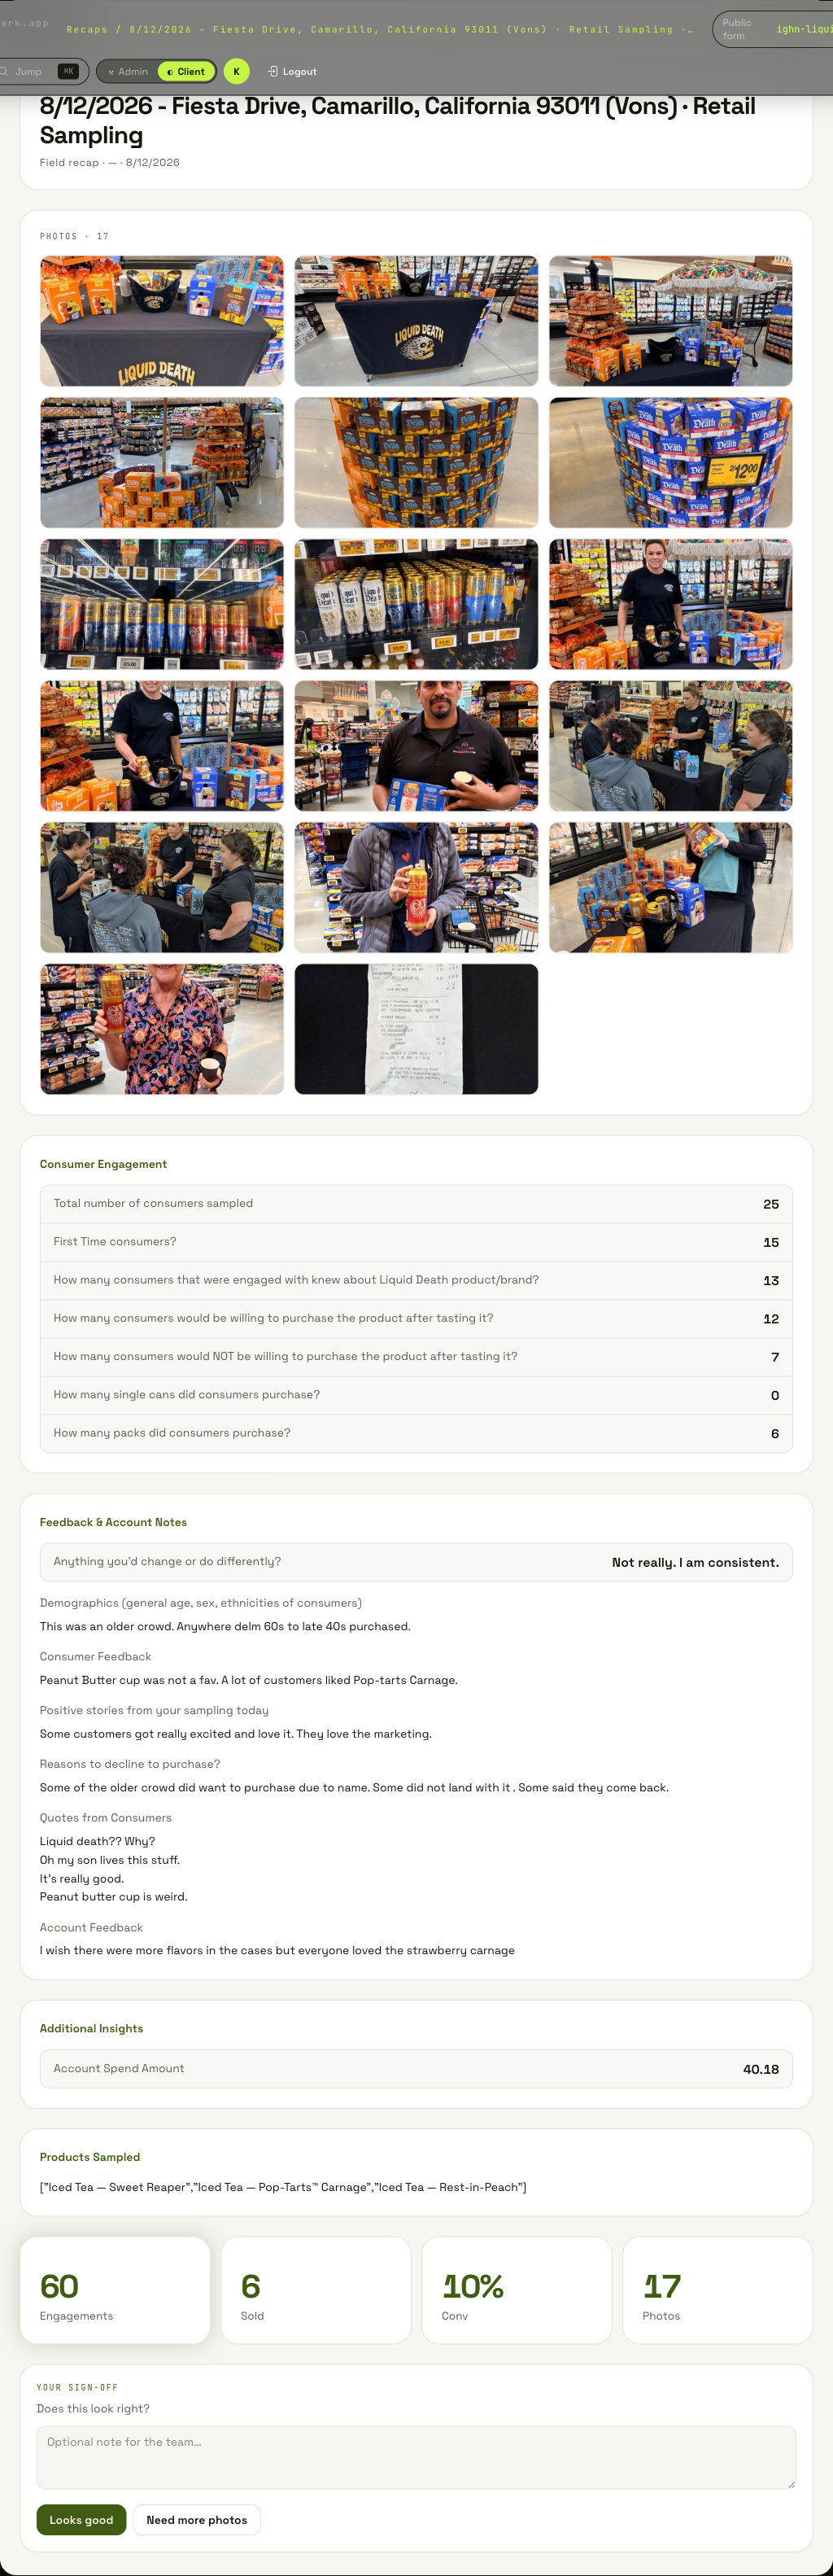 ark.app
Recaps / 8/12/2026 - Fiesta Drive, Camarillo, California 93011 (Vons) · Retail Sampling ·…
Public form
ighn-liqui
Jump
⌘K
Admin
Client
K
Logout
8/12/2026 - Fiesta Drive, Camarillo, California 93011 (Vons) · Retail
Sampling
Field recap · — · 8/12/2026
PHOTOS · 17
LIQUID DEATH
LIQUID DEATH
Death
Death
2/$12.00
Consumer Engagement
Total number of consumers sampled 25
First Time consumers? 15
How many consumers that were engaged with knew about Liquid Death product/brand? 13
How many consumers would be willing to purchase the product after tasting it? 12
How many consumers would NOT be willing to purchase the product after tasting it? 7
How many single cans did consumers purchase? 0
How many packs did consumers purchase? 6
Feedback & Account Notes
Anything you'd change or do differently? Not really. I am consistent.
Demographics (general age, sex, ethnicities of consumers)
This was an older crowd. Anywhere delm 60s to late 40s purchased.
Consumer Feedback
Peanut Butter cup was not a fav. A lot of customers liked Pop-tarts Carnage.
Positive stories from your sampling today
Some customers got really excited and love it. They love the marketing.
Reasons to decline to purchase?
Some of the older crowd did want to purchase due to name. Some did not land with it . Some said they come back.
Quotes from Consumers
Liquid death?? Why?
Oh my son lives this stuff.
It's really good.
Peanut butter cup is weird.
Account Feedback
I wish there were more flavors in the cases but everyone loved the strawberry carnage
Additional Insights
Account Spend Amount 40.18
Products Sampled
["Iced Tea — Sweet Reaper","Iced Tea — Pop-Tarts™ Carnage","Iced Tea — Rest-in-Peach"]
60
Engagements
6
Sold
10%
Conv
17
Photos
YOUR SIGN-OFF
Does this look right?
Optional note for the team…
Looks good
Need more photos